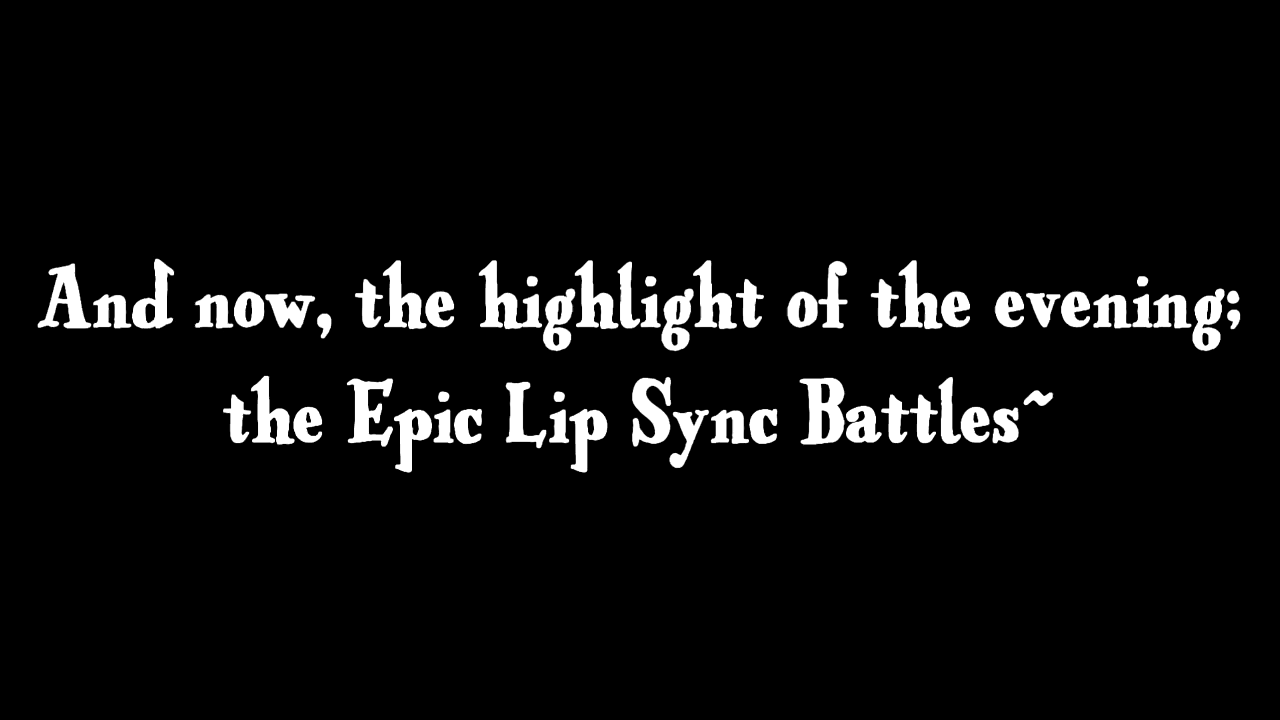 And now, the highlight of the evening;
the Epic Lip Sync Battles~